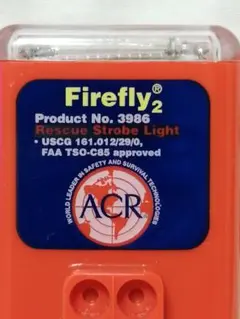 Firefly2
Product No. 3986
Rescue Strobe Light
• USCG 161.012/29/0,
FAA TSO-C85 approved
WORLD LEADER IN SAFETY AND SURVIVAL TECHNOLOGIES
ACR